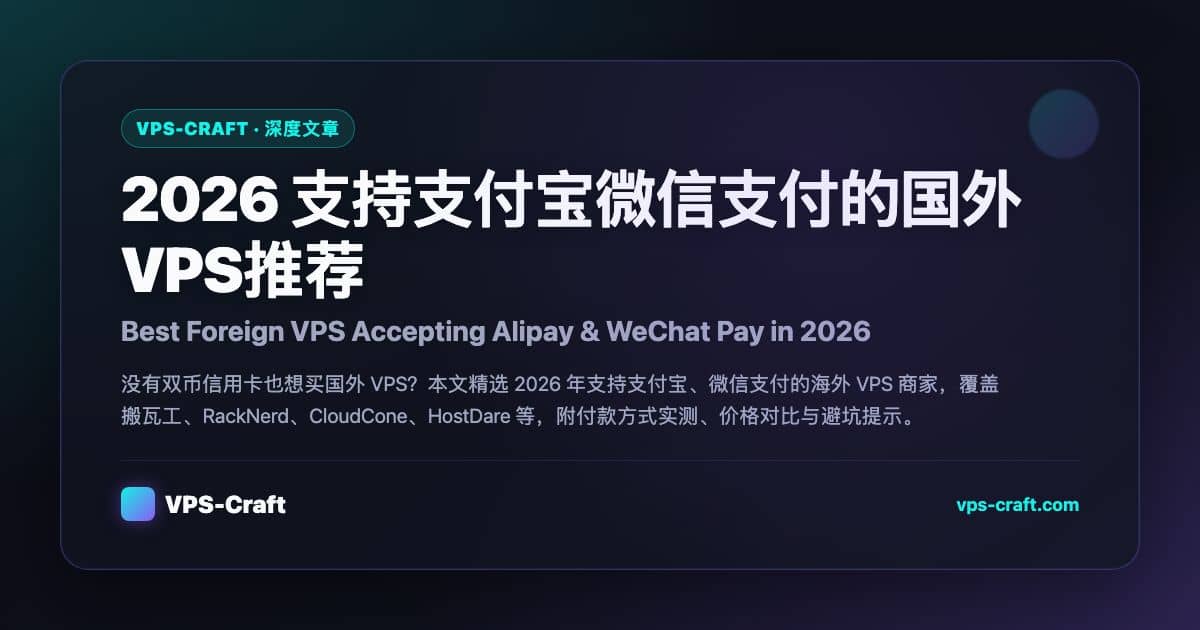 VPS-CRAFT · 深度文章
2026 支持支付宝微信支付的国外
VPS推荐
Best Foreign VPS Accepting Alipay & WeChat Pay in 2026
没有双币信用卡也想买国外 VPS？本文精选 2026 年支持支付宝、微信支付的海外 VPS 商家，覆盖
搬瓦工、RackNerd、CloudCone、HostDare 等，附付款方式实测、价格对比与避坑提示。
VPS-Craft
vps-craft.com